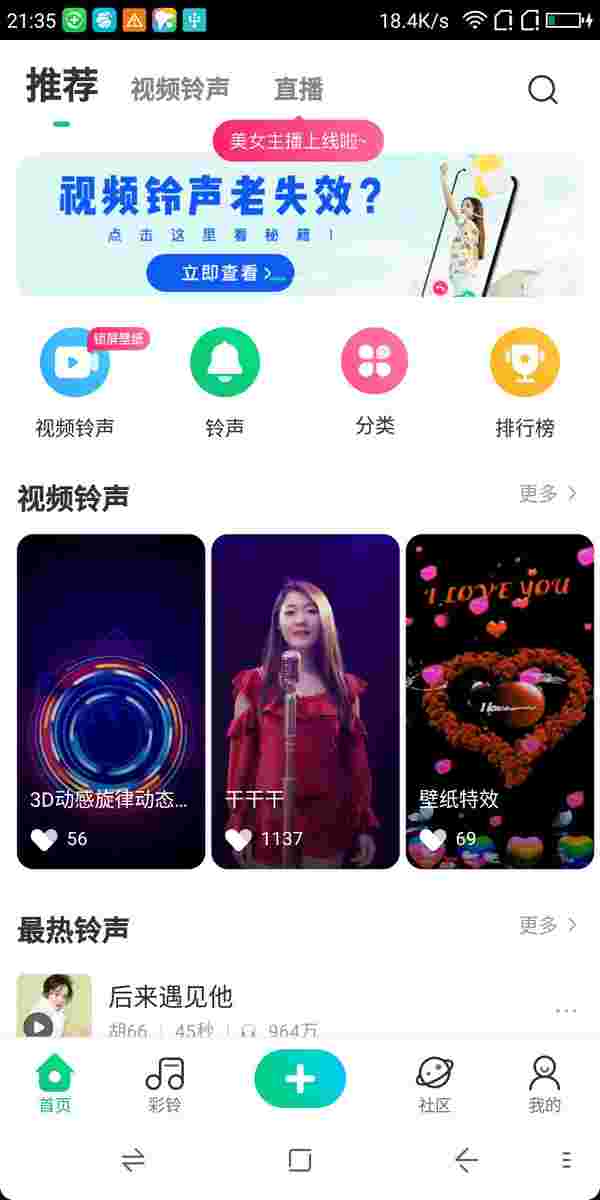 21:35 18.4K/s
推荐 视频铃声 直播
美女主播上线啦~
视频铃声老失效?
点击这里看秘籍!
立即查看
锁屏壁纸
视频铃声 铃声 分类 排行榜
视频铃声 更多
I LOVE YOU
I love
3D动感旋律动态... 干干干 壁纸特效
56 1137 69
最热铃声 更多
后来遇见他
胡66 45秒 964万
首页 彩铃 社区 我的